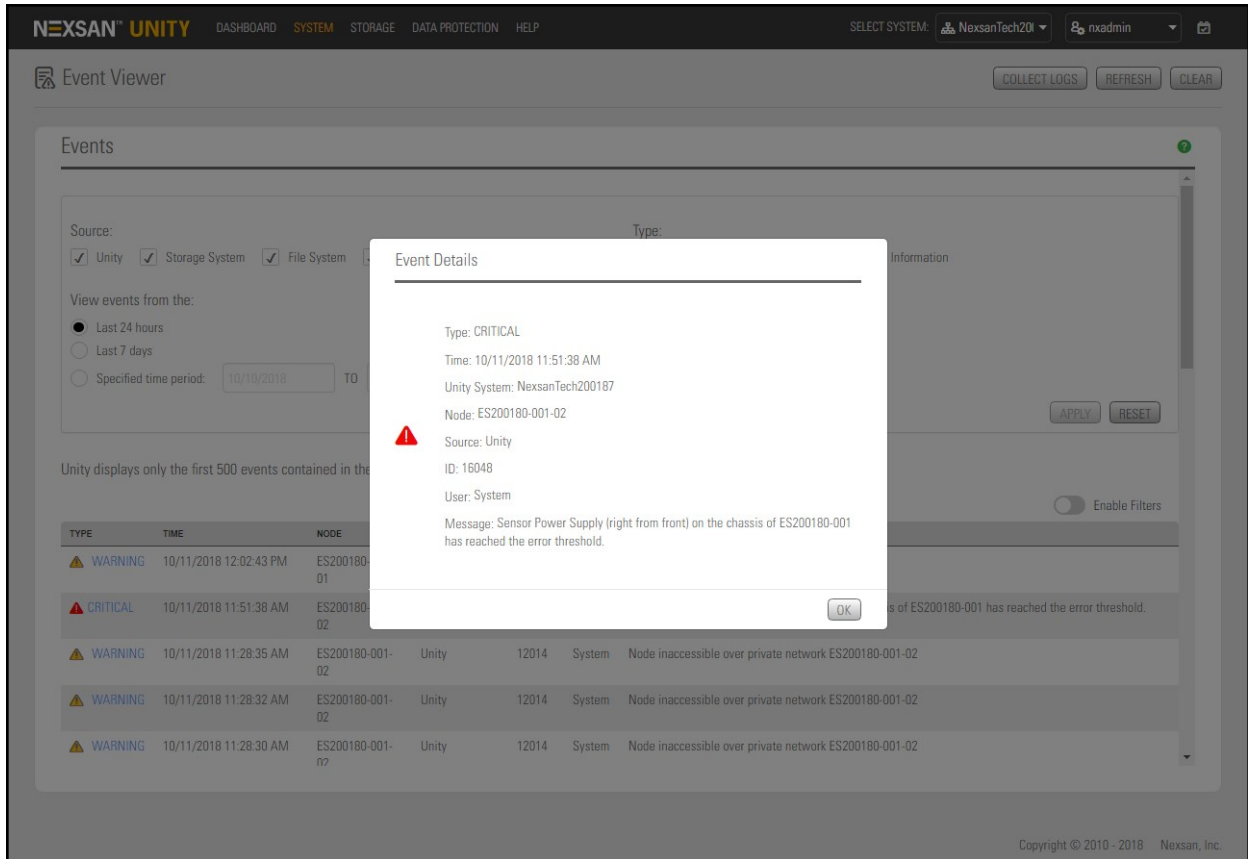 NEXSAN™ UNITY DASHBOARD SYSTEM STORAGE DATA PROTECTION HELP SELECT SYSTEM: NexsanTech20 nxadmin
Event Viewer COLLECT LOGS REFRESH CLEAR
Events ?
Source: Type:
Unity Storage System File System Information
View events from the:
Last 24 hours
Last 7 days
Specified time period: 10/10/2018 TO
APPLY RESET
Unity displays only the first 500 events contained in the
Enable Filters
Event Details
Type: CRITICAL
Time: 10/11/2018 11:51:38 AM
Unity System: NexsanTech200187
Node: ES200180-001-02
Source: Unity
ID: 16048
User: System
Message: Sensor Power Supply (right from front) on the chassis of ES200180-001
has reached the error threshold.
OK
TYPE TIME NODE
WARNING 10/11/2018 12:02:43 PM ES200180-
01
CRITICAL 10/11/2018 11:51:38 AM ES200180- s of ES200180-001 has reached the error threshold.
02
WARNING 10/11/2018 11:28:35 AM ES200180-001- Unity 12014 System Node inaccessible over private network ES200180-001-02
02
WARNING 10/11/2018 11:28:32 AM ES200180-001- Unity 12014 System Node inaccessible over private network ES200180-001-02
02
WARNING 10/11/2018 11:28:30 AM ES200180-001- Unity 12014 System Node inaccessible over private network ES200180-001-02
02
Copyright © 2010 - 2018 Nexsan, Inc.